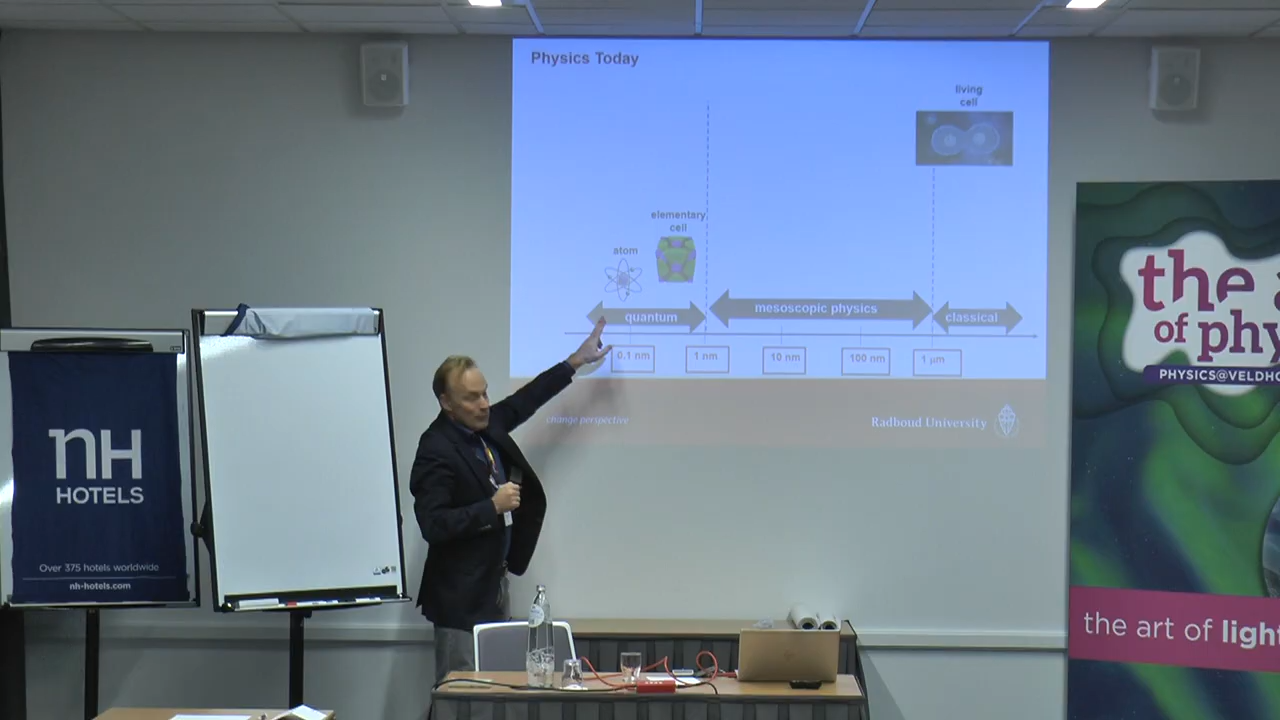 Physics Today
living
cell
elementary
cell
atom
quantum
mesoscopic physics
classical
0.1 nm
1 nm
10 nm
100 nm
1 µm
change perspective
Radboud University
nH
HOTELS
Over 375 hotels worldwide
nh-hotels.com
the
of phy
PHYSICS@VELDHO
the art of light